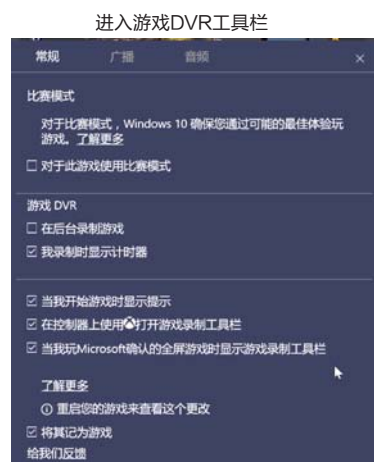 进入游戏DVR工具栏
常规 广播 音频
比赛模式
对于比赛模式，Windows 10 确保您通过可能的最佳体验玩
游戏。了解更多
对于此游戏使用比赛模式
游戏 DVR
在后台录制游戏
我录制时显示计时器
当我开始游戏时显示提示
在控制器上使用打开游戏录制工具栏
当我玩Microsoft确认的全屏游戏时显示游戏录制工具栏
了解更多
重启您的游戏来查看这个更改
将其记为游戏
给我们反馈